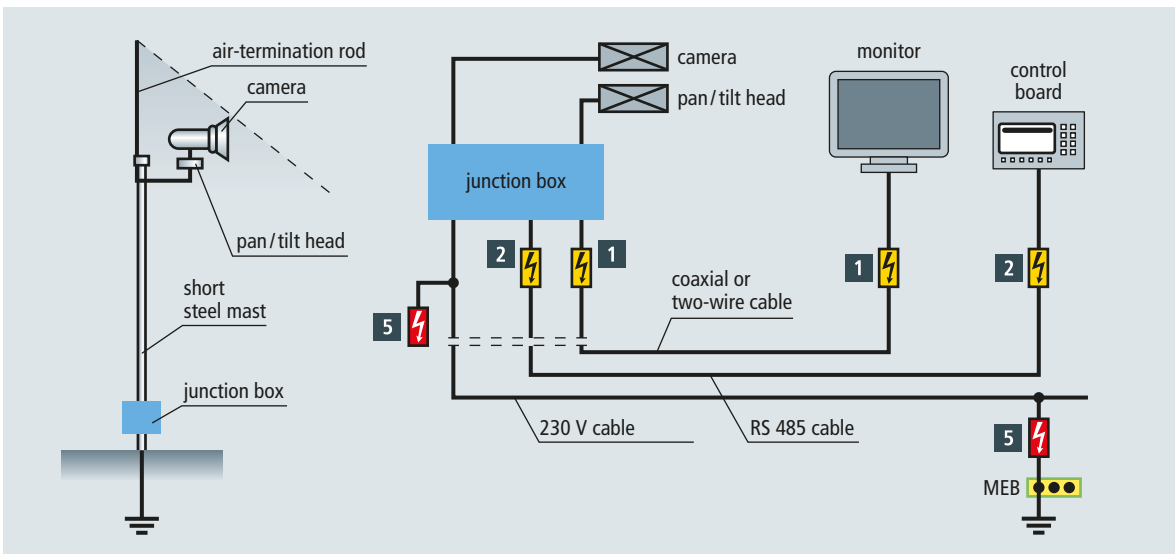 air-termination rod
camera
pan / tilt head
short
steel mast
junction box
camera
pan / tilt head
junction box
monitor
control
board
2
1
1
2
coaxial or
two-wire cable
5
230 V cable
RS 485 cable
5
MEB